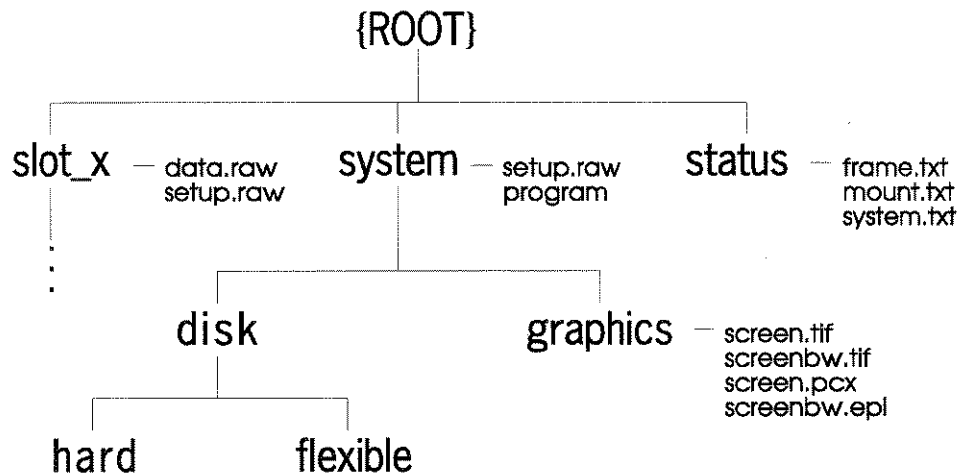 {ROOT}
slot_x
data.raw
setup.raw
system
setup.raw
program
status
frame.txt
mount.txt
system.txt
disk
graphics
screen.tif
screenbw.tif
screen.pcx
screenbw.epl
hard
flexible